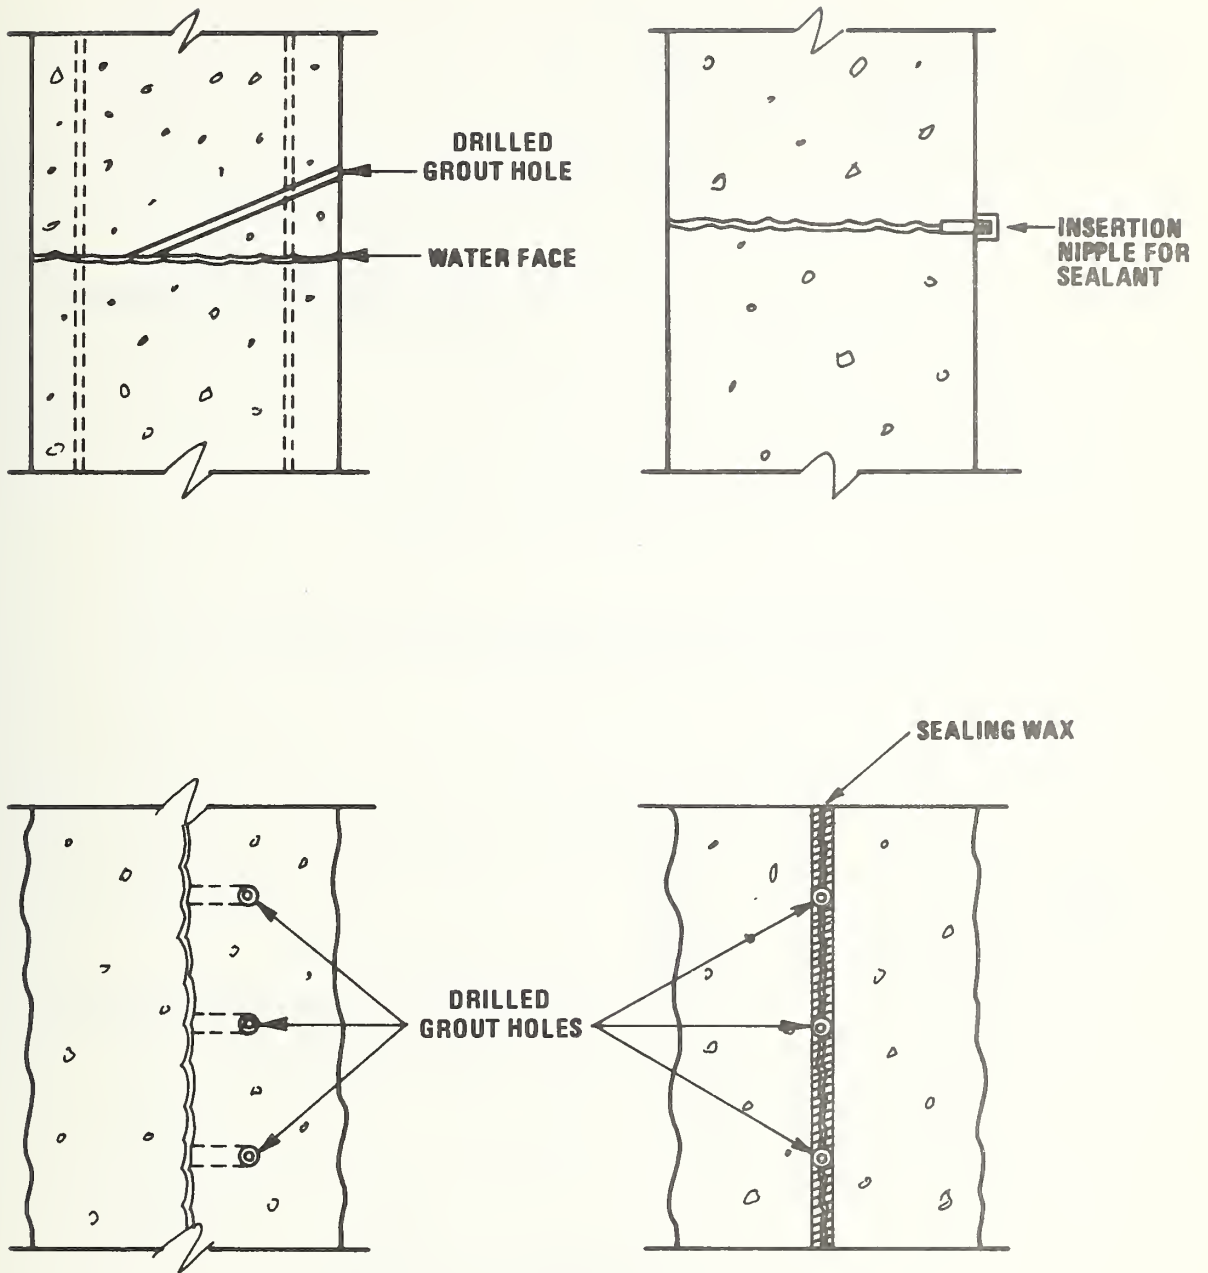 DRILLED
GROUT HOLE
WATER FACE
INSERTION
NIPPLE FOR
SEALANT
SEALING WAX
DRILLED
GROUT HOLES